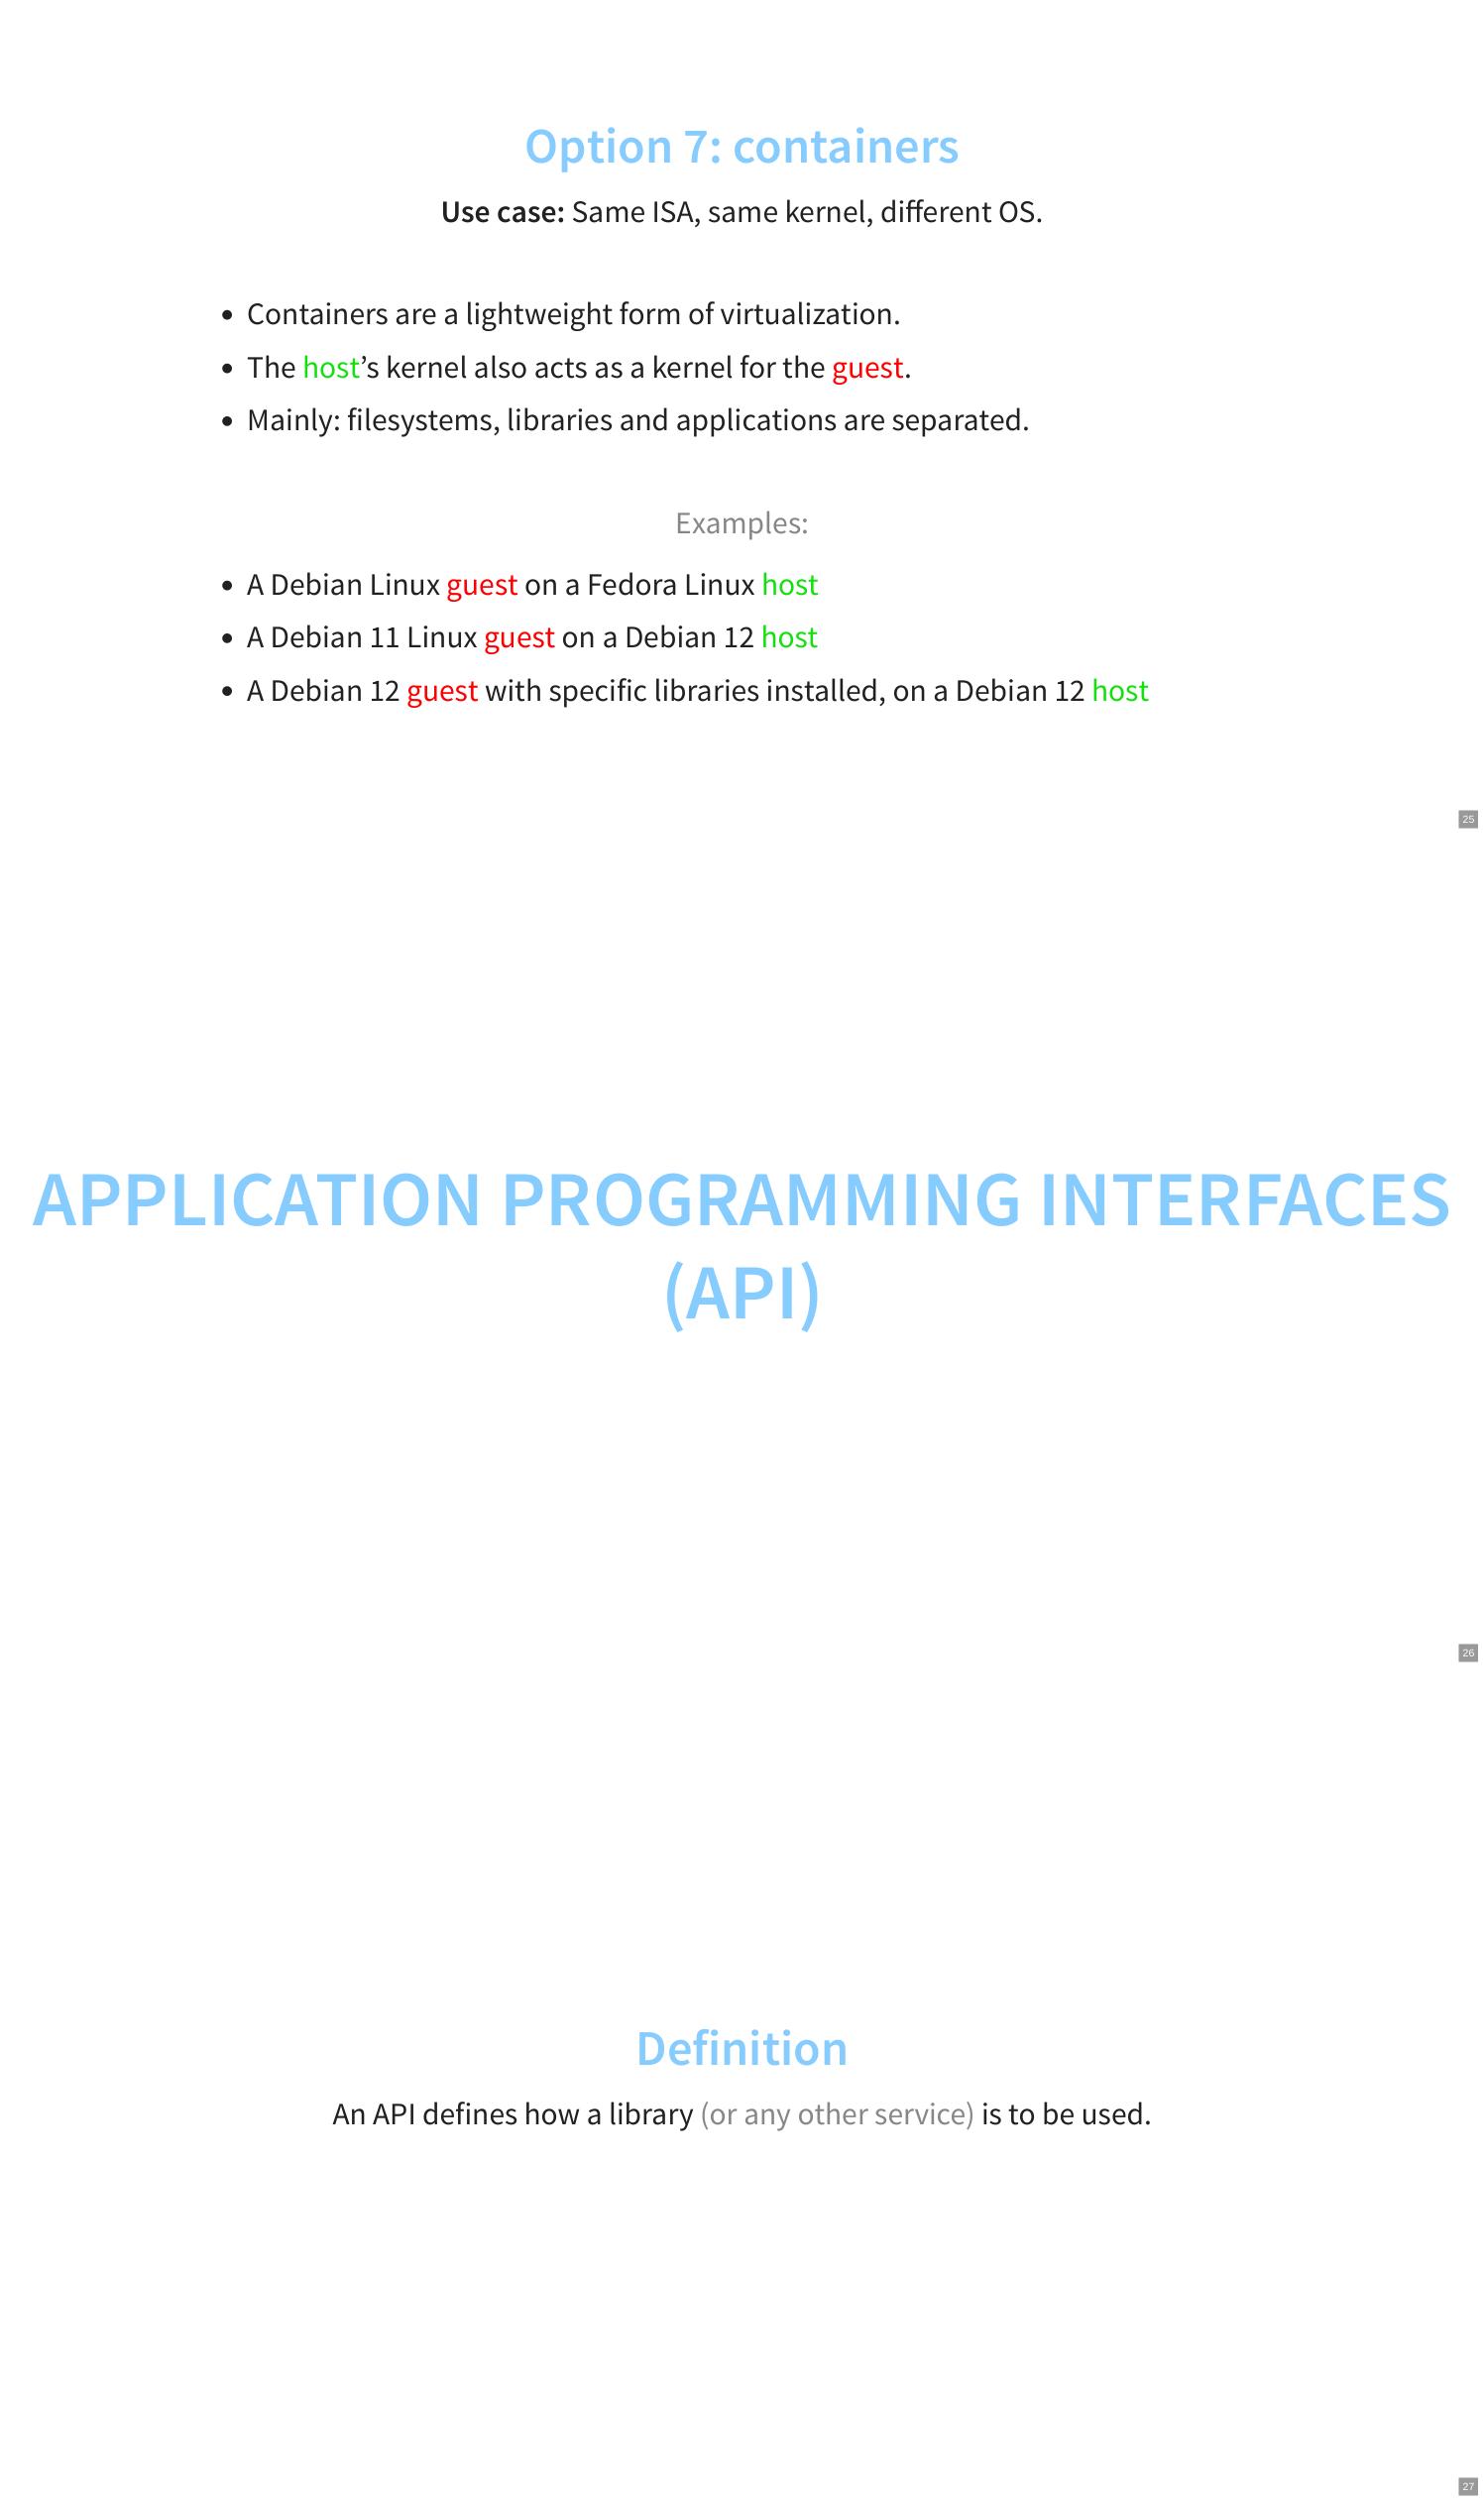 Option 7: containers
Use case: Same ISA, same kernel, different OS.
• Containers are a lightweight form of virtualization.
• The host’s kernel also acts as a kernel for the guest.
• Mainly: filesystems, libraries and applications are separated.
Examples:
• A Debian Linux guest on a Fedora Linux host
• A Debian 11 Linux guest on a Debian 12 host
• A Debian 12 guest with specific libraries installed, on a Debian 12 host
25
APPLICATION PROGRAMMING INTERFACES
(API)
26
Definition
An API defines how a library (or any other service) is to be used.
27